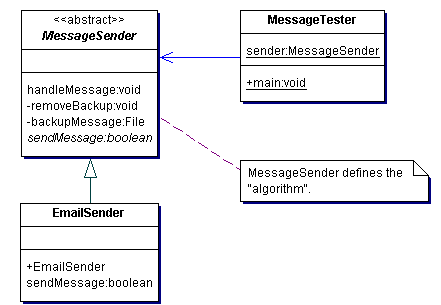 <<abstract>>
MessageSender
handleMessage:void
-removeBackup:void
-backupMessage:File
sendMessage:boolean
MessageTester
sender:MessageSender
+main:void
MessageSender defines the
"algorithm".
EmailSender
+EmailSender
sendMessage:boolean